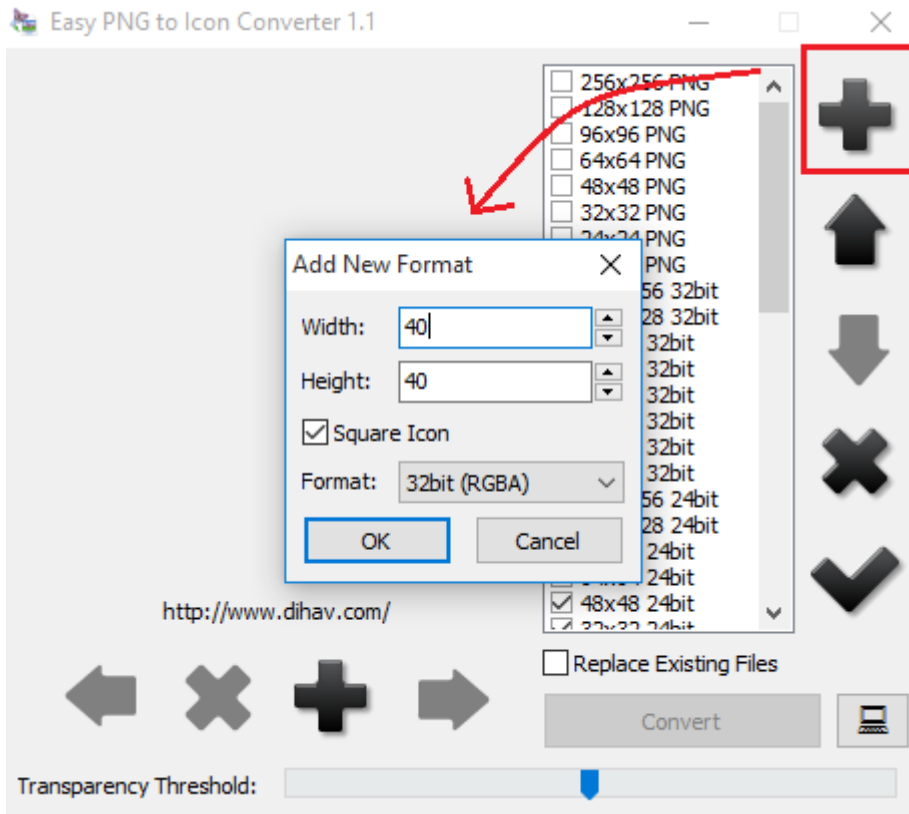 Easy PNG to Icon Converter 1.1
256x256 PNG
128x128 PNG
96x96 PNG
64x64 PNG
48x48 PNG
32x32 PNG
24x24 PNG
PNG
Add New Format
56 32bit
Width: 40
28 32bit
32bit
Height: 40
32bit
32bit
Square Icon
32bit
32bit
Format: 32bit (RGBA)
32bit
56 24bit
28 24bit
OK
Cancel
24bit
24bit
48x48 24bit
32x32 24bit
http://www.dihav.com/
Replace Existing Files
Convert
Transparency Threshold: